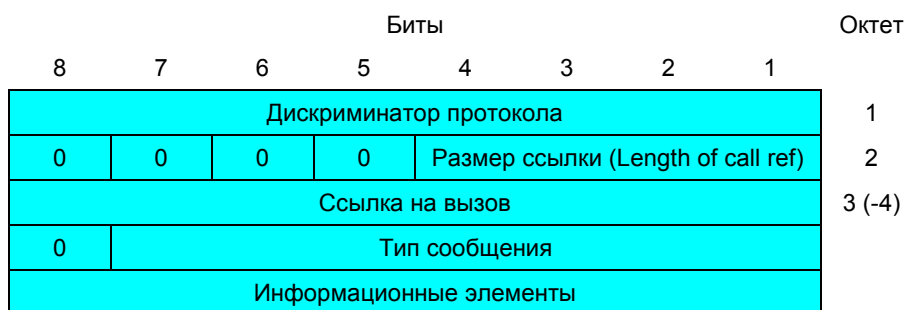 Биты Октет
8 7 6 5 4 3 2 1
Дискриминатор протокола 1
0 0 0 0 Размер ссылки (Length of call ref) 2
Ссылка на вызов 3 (-4)
0 Тип сообщения
Информационные элементы